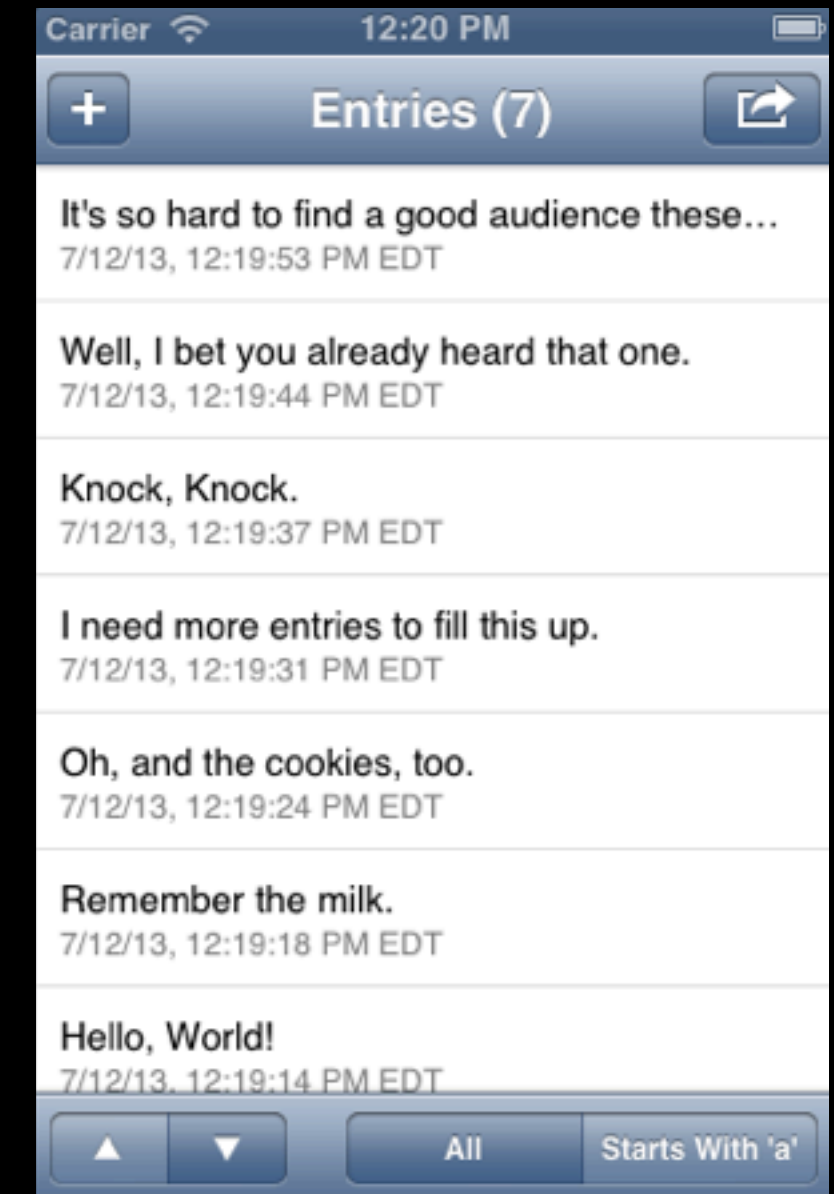 Carrier 12:20 PM
+ Entries (7)
It's so hard to find a good audience these...
7/12/13, 12:19:53 PM EDT
Well, I bet you already heard that one.
7/12/13, 12:19:44 PM EDT
Knock, Knock.
7/12/13, 12:19:37 PM EDT
I need more entries to fill this up.
7/12/13, 12:19:31 PM EDT
Oh, and the cookies, too.
7/12/13, 12:19:24 PM EDT
Remember the milk.
7/12/13, 12:19:18 PM EDT
Hello, World!
7/12/13, 12:19:14 PM EDT
▲ ▼ All Starts With 'a'